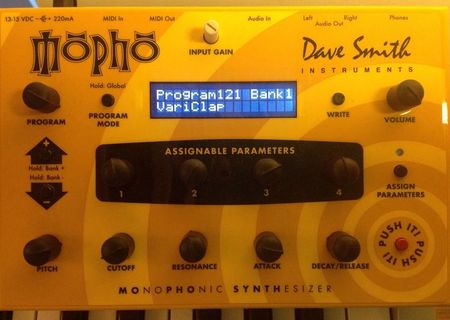 13-15 VDC 220mA MIDI In MIDI Out Audio In Left Right Phones
Audio Out
Mōphō
INPUT GAIN
Dave Smith
INSTRUMENTS
Program121 Bank1
VariClap
Hold: Global
PROGRAM
PROGRAM
MODE
WRITE
VOLUME
ASSIGNABLE PARAMETERS
Hold: Bank +
Hold: Bank -
1 2 3 4
ASSIGN
PARAMETERS
PUSH IT!
PUSH IT!
PITCH CUTOFF RESONANCE ATTACK DECAY/RELEASE
MONOPHONIC SYNTHESIZER